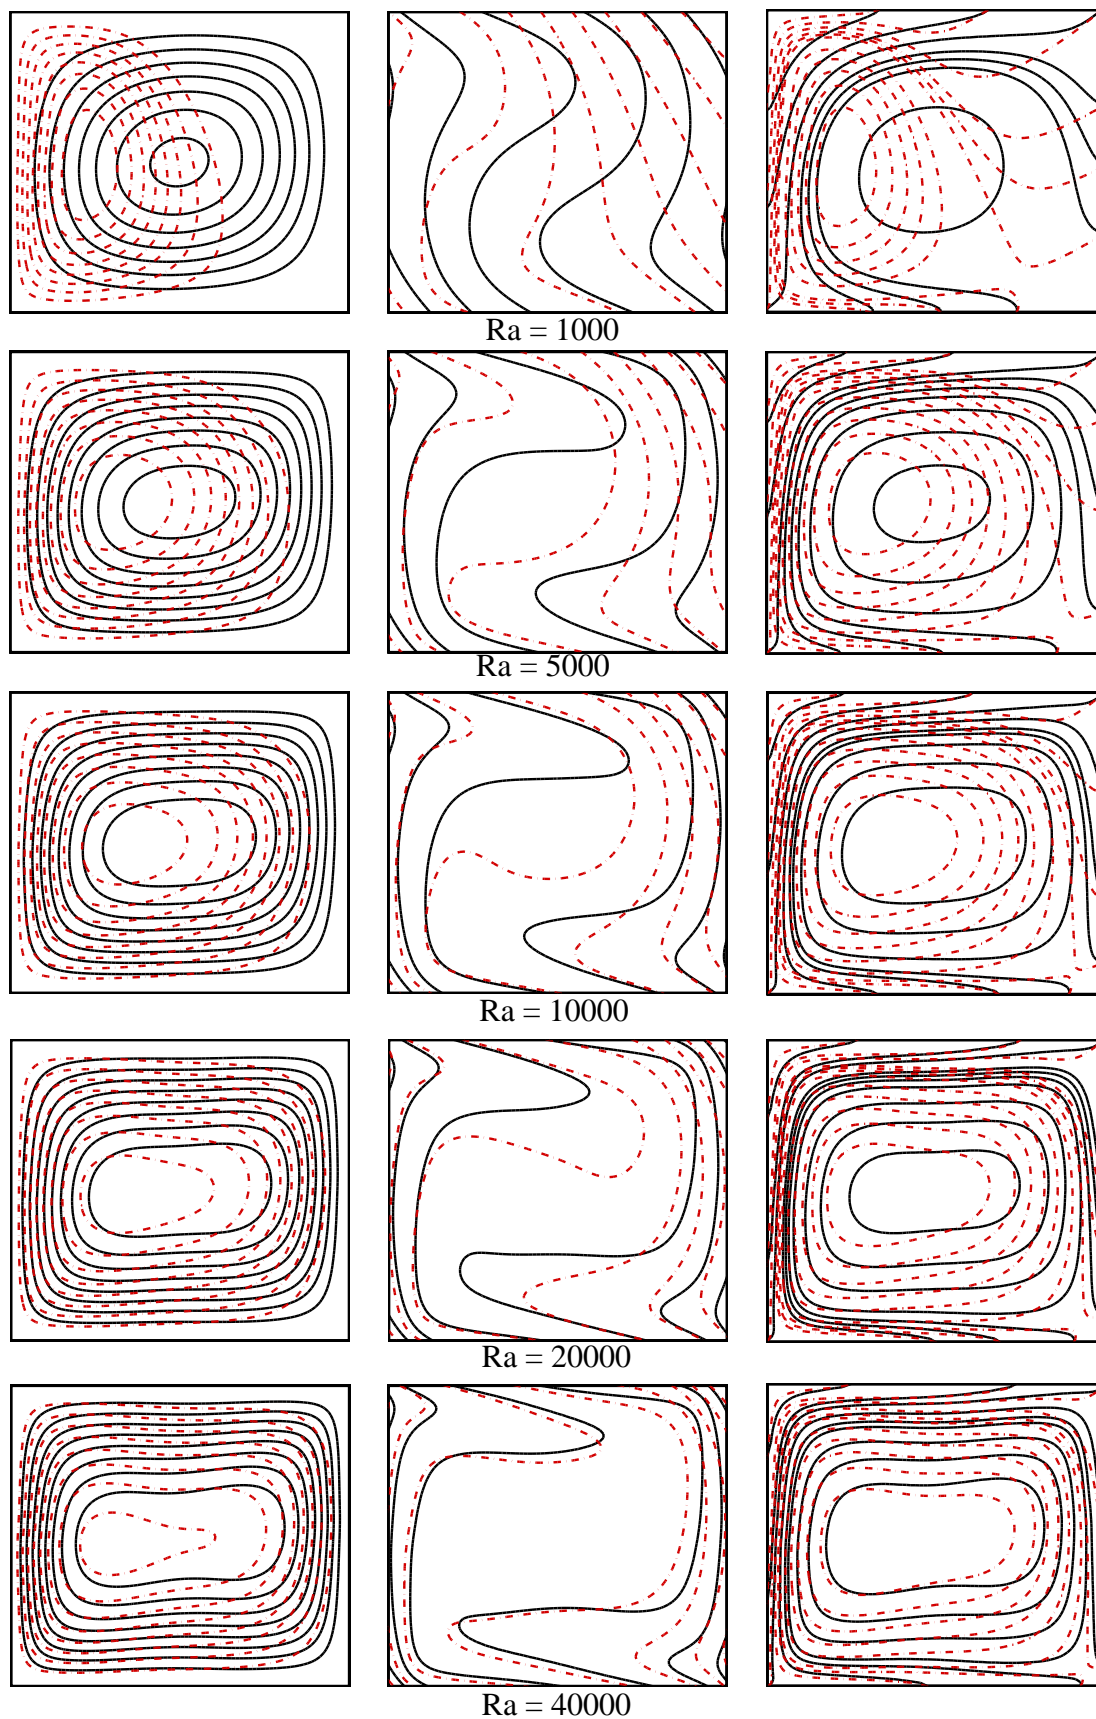 Ra = 1000
Ra = 5000
Ra = 10000
Ra = 20000
Ra = 40000